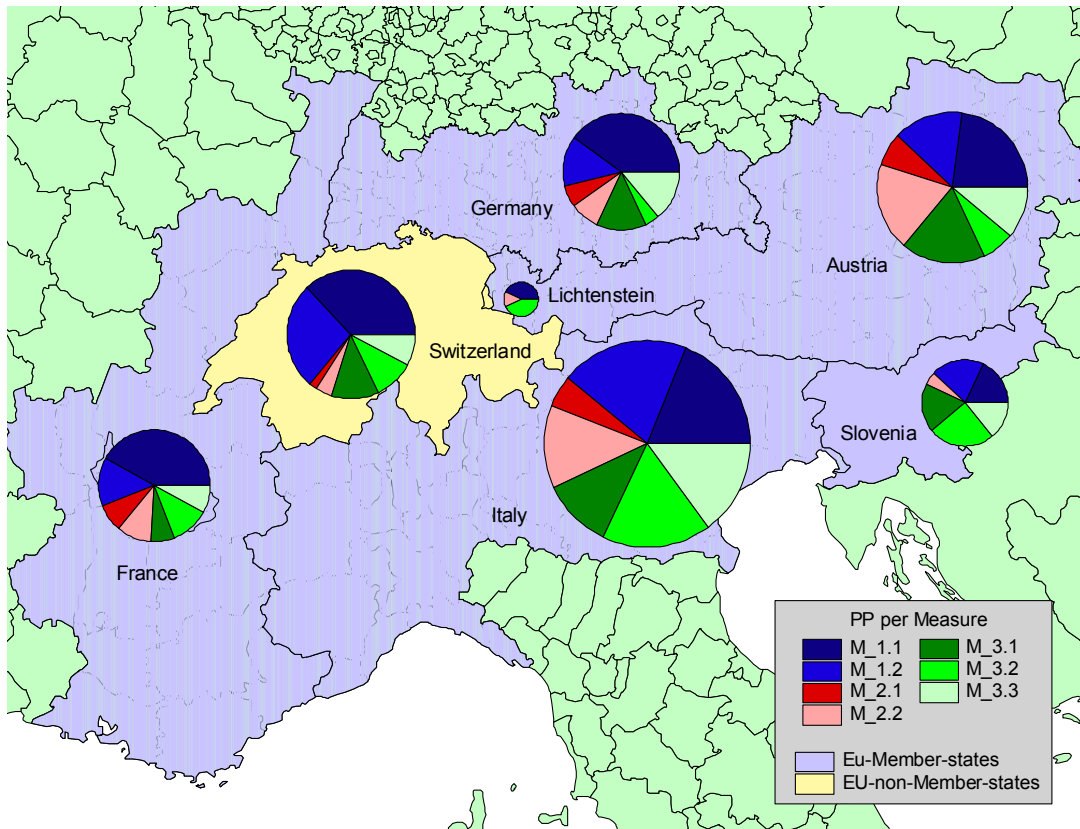 Germany
Austria
Lichtenstein
Switzerland
Slovenia
Italy
France
PP per Measure
M_1.1
M_1.2
M_2.1
M_2.2
M_3.1
M_3.2
M_3.3
Eu-Member-states
EU-non-Member-states